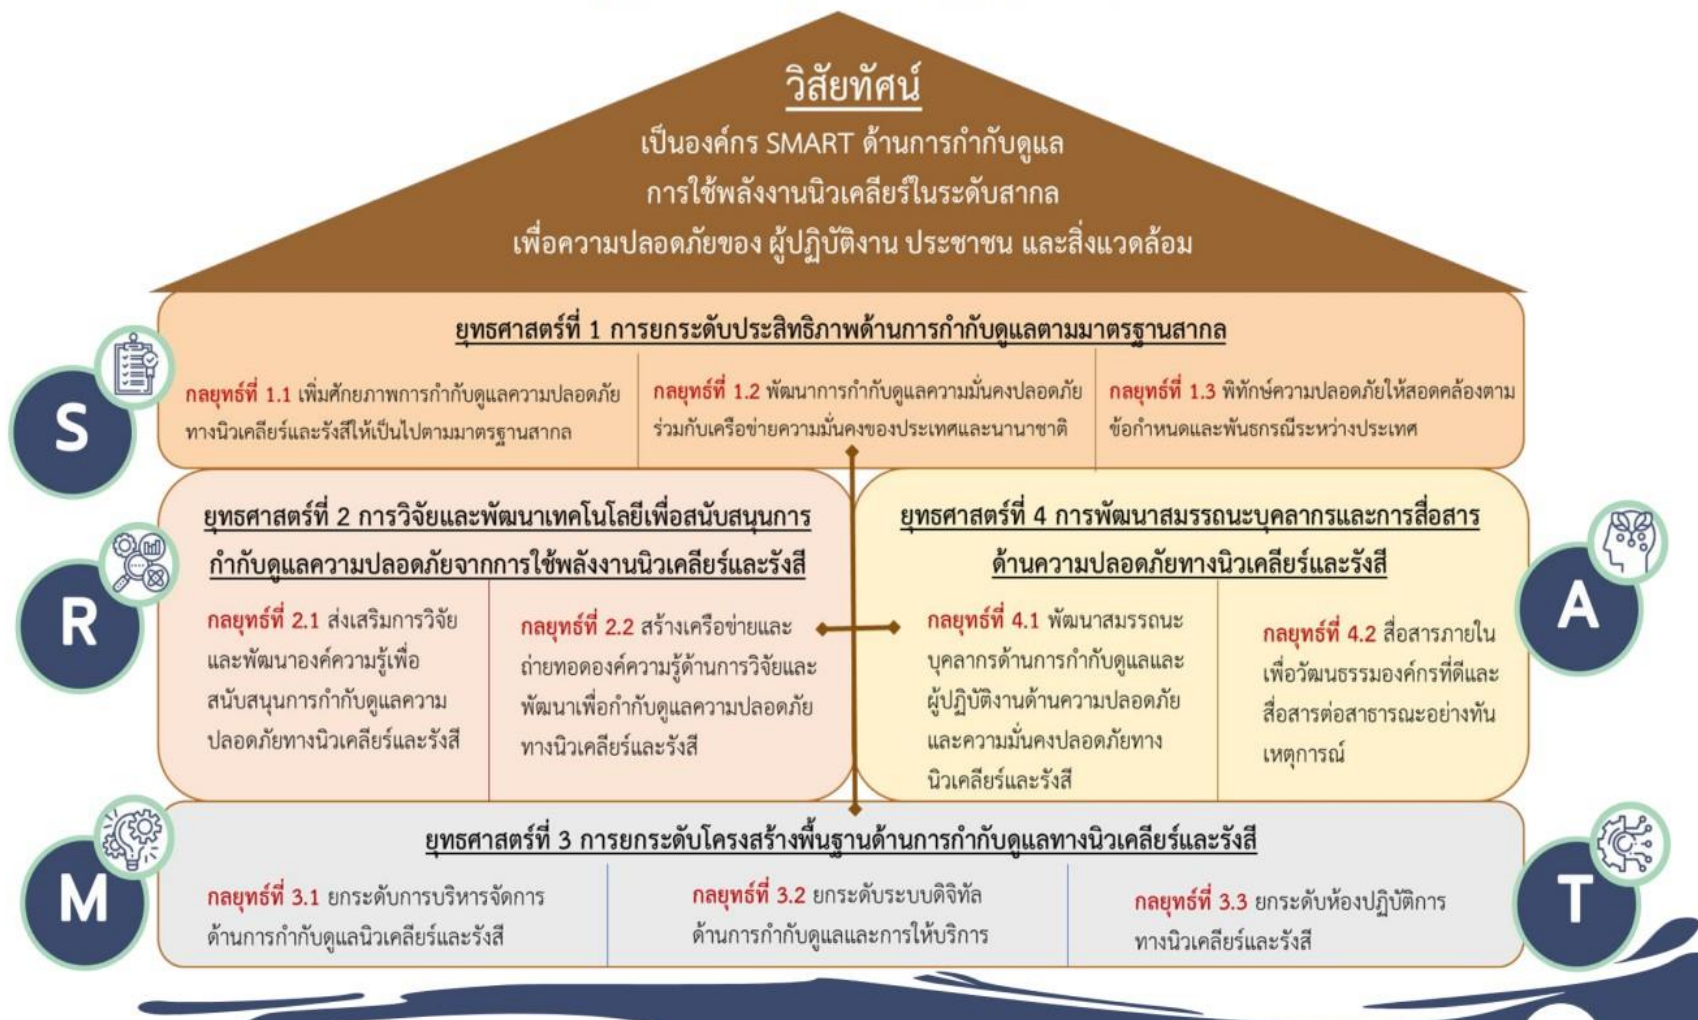 วิสัยทัศน์
เป็นองค์กร SMART ด้านการกำกับดูแล
การใช้พลังงานนิวเคลียร์ในระดับสากล
เพื่อความปลอดภัยของ ผู้ปฏิบัติงาน ประชาชน และสิ่งแวดล้อม
S
ยุทธศาสตร์ที่ 1 การยกระดับประสิทธิภาพด้านการกำกับดูแลตามมาตรฐานสากล
กลยุทธ์ที่ 1.1 เพิ่มศักยภาพการกำกับดูแลความปลอดภัย
ทางนิวเคลียร์และรังสีให้เป็นไปตามมาตรฐานสากล
กลยุทธ์ที่ 1.2 พัฒนาการกำกับดูแลความมั่นคงปลอดภัย
ร่วมกับเครือข่ายความมั่นคงของประเทศและนานาชาติ
กลยุทธ์ที่ 1.3 พิทักษ์ความปลอดภัยให้สอดคล้องตาม
ข้อกำหนดและพันธกรณีระหว่างประเทศ
R
ยุทธศาสตร์ที่ 2 การวิจัยและพัฒนาเทคโนโลยีเพื่อสนับสนุนการ
กำกับดูแลความปลอดภัยจากการใช้พลังงานนิวเคลียร์และรังสี
กลยุทธ์ที่ 2.1 ส่งเสริมการวิจัย
และพัฒนาองค์ความรู้เพื่อ
สนับสนุนการกำกับดูแลความ
ปลอดภัยทางนิวเคลียร์และรังสี
กลยุทธ์ที่ 2.2 สร้างเครือข่ายและ
ถ่ายทอดองค์ความรู้ด้านการวิจัยและ
พัฒนาเพื่อกำกับดูแลความปลอดภัย
ทางนิวเคลียร์และรังสี
ยุทธศาสตร์ที่ 4 การพัฒนาสมรรถนะบุคลากรและการสื่อสาร
ด้านความปลอดภัยทางนิวเคลียร์และรังสี
กลยุทธ์ที่ 4.1 พัฒนาสมรรถนะ
บุคลากรด้านการกำกับดูแลและ
ผู้ปฏิบัติงานด้านความปลอดภัย
และความมั่นคงปลอดภัยทาง
นิวเคลียร์และรังสี
กลยุทธ์ที่ 4.2 สื่อสารภายใน
เพื่อวัฒนธรรมองค์กรที่ดีและ
สื่อสารต่อสาธารณะอย่างทัน
เหตุการณ์
A
M
ยุทธศาสตร์ที่ 3 การยกระดับโครงสร้างพื้นฐานด้านการกำกับดูแลทางนิวเคลียร์และรังสี
กลยุทธ์ที่ 3.1 ยกระดับการบริหารจัดการ
ด้านการกำกับดูแลนิวเคลียร์และรังสี
กลยุทธ์ที่ 3.2 ยกระดับระบบดิจิทัล
ด้านการกำกับดูแลและการให้บริการ
กลยุทธ์ที่ 3.3 ยกระดับห้องปฏิบัติการ
ทางนิวเคลียร์และรังสี
T